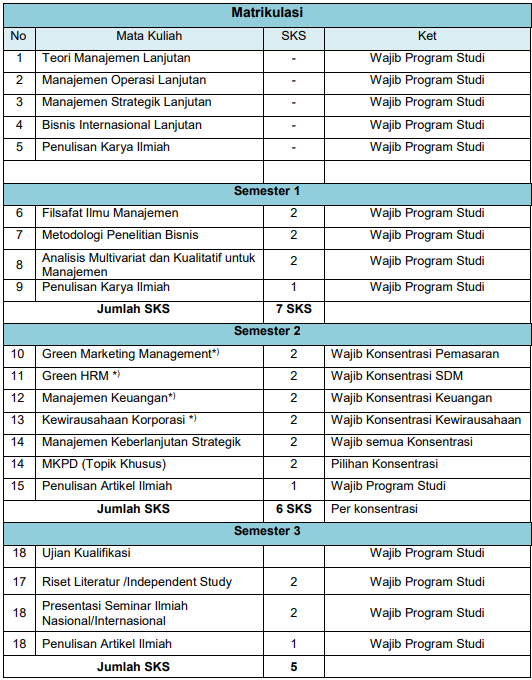 Matrikulasi
No Mata Kuliah SKS Ket
1 Teori Manajemen Lanjutan - Wajib Program Studi
2 Manajemen Operasi Lanjutan - Wajib Program Studi
3 Manajemen Strategik Lanjutan - Wajib Program Studi
4 Bisnis Internasional Lanjutan - Wajib Program Studi
5 Penulisan Karya Ilmiah - Wajib Program Studi
Semester 1
6 Filsafat Ilmu Manajemen 2 Wajib Program Studi
7 Metodologi Penelitian Bisnis 2 Wajib Program Studi
8 Analisis Multivariat dan Kualitatif untuk 2 Wajib Program Studi
Manajemen
9 Penulisan Karya Ilmiah 1 Wajib Program Studi
Jumlah SKS 7 SKS
Semester 2
10 Green Marketing Management*) 2 Wajib Konsentrasi Pemasaran
11 Green HRM *) 2 Wajib Konsentrasi SDM
12 Manajemen Keuangan*) 2 Wajib Konsentrasi Keuangan
13 Kewirausahaan Korporasi *) 2 Wajib Konsentrasi Kewirausahaan
14 Manajemen Keberlanjutan Strategik 2 Wajib semua Konsentrasi
14 MKPD (Topik Khusus) 2 Pilihan Konsentrasi
15 Penulisan Artikel Ilmiah 1 Wajib Program Studi
Jumlah SKS 6 SKS Per konsentrasi
Semester 3
18 Ujian Kualifikasi Wajib Program Studi
17 Riset Literatur /Independent Study 2 Wajib Program Studi
18 Presentasi Seminar Ilmiah 2 Wajib Program Studi
Nasional/Internasional
18 Penulisan Artikel Ilmiah 1 Wajib Program Studi
Jumlah SKS 5